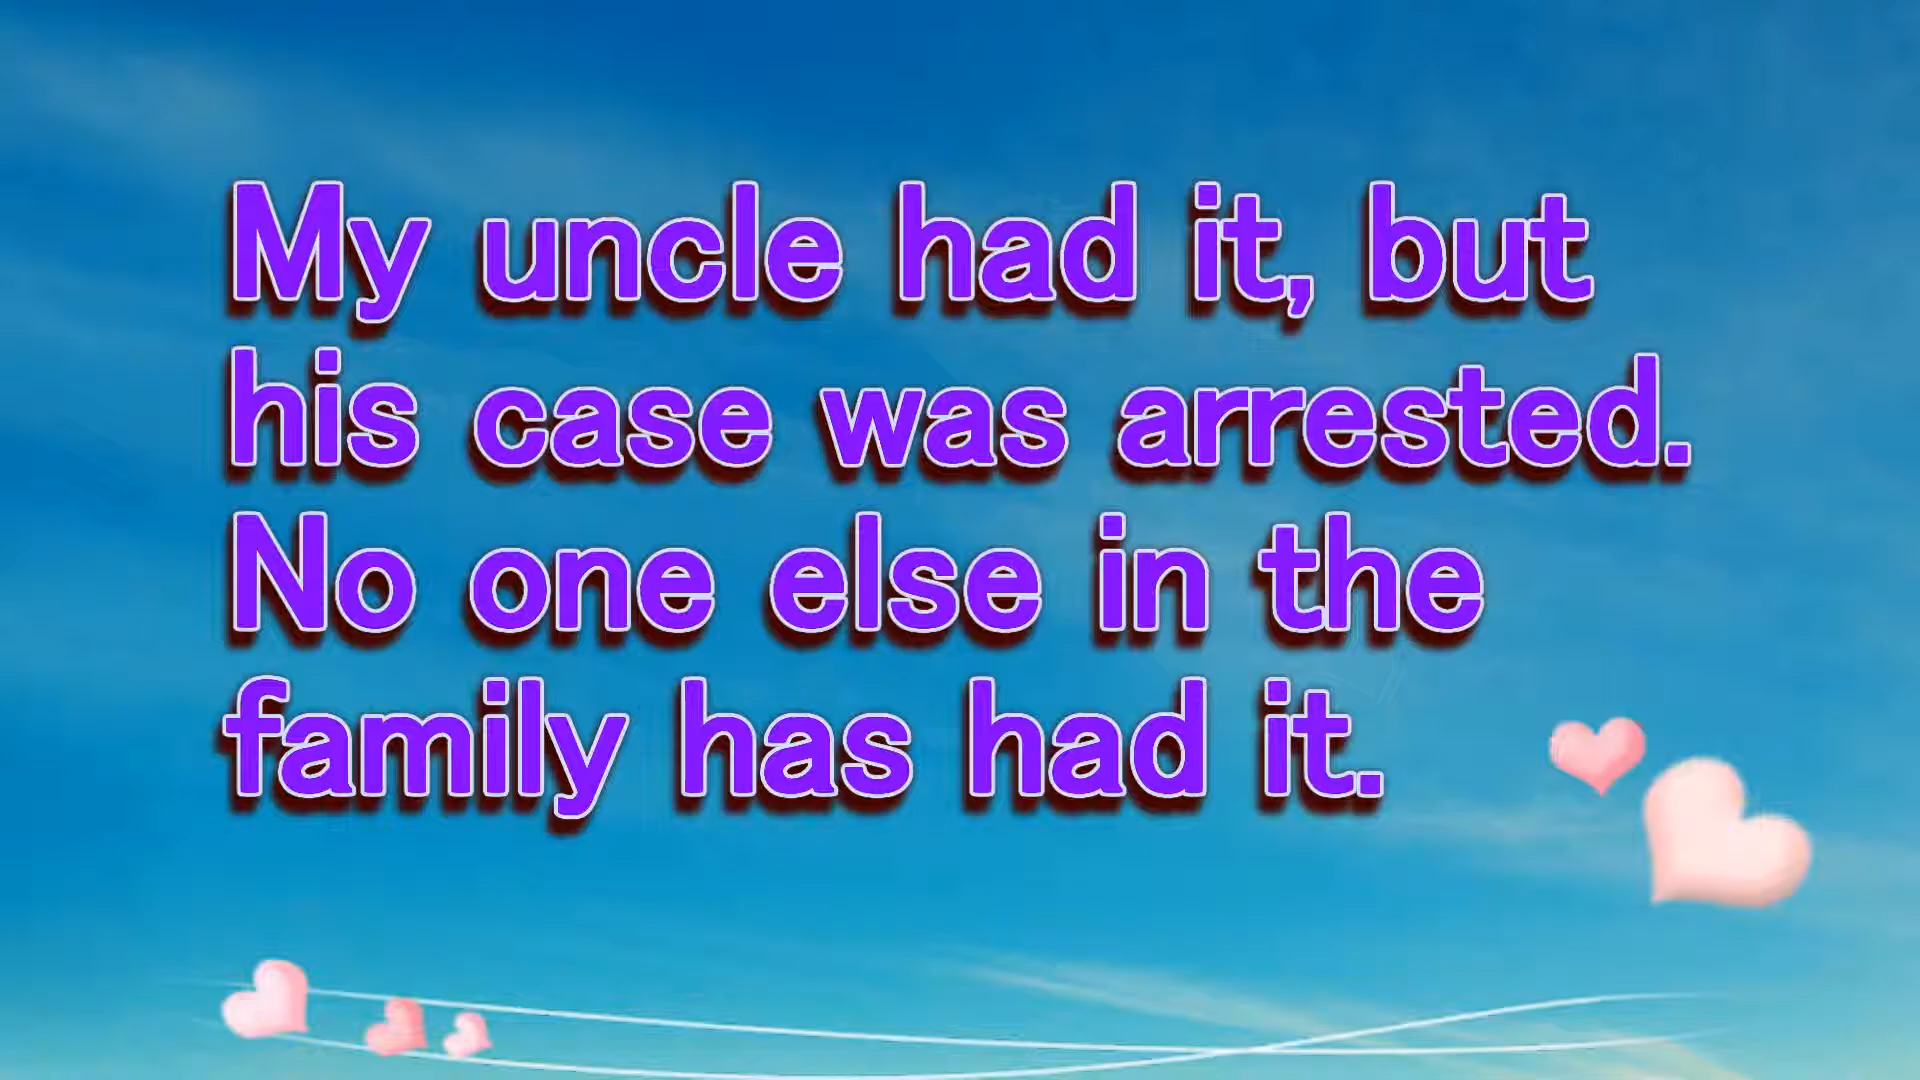 My uncle had it, but
his case was arrested.
No one else in the
family has had it.